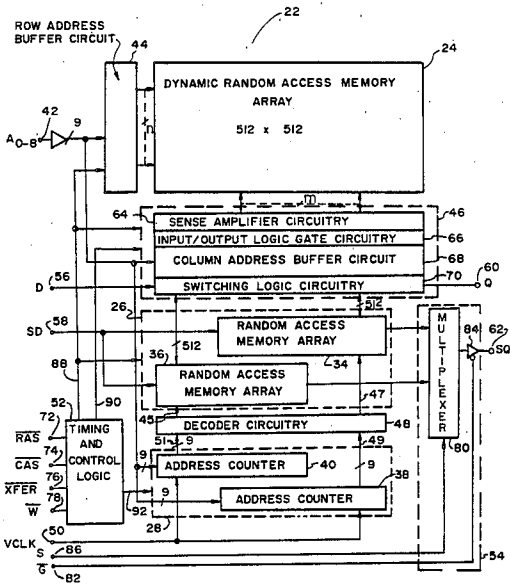 ROW ADDRESS
BUFFER CIRCUIT
44
22
24
DYNAMIC RANDOM ACCESS MEMORY
ARRAY
512 x 512
n
42
9
A0-8
m
64
SENSE AMPLIFIER CIRCUITRY
46
INPUT/OUTPUT LOGIC GATE CIRCUITRY
66
COLUMN ADDRESS BUFFER CIRCUIT
68
SWITCHING LOGIC CIRCUITRY
70
60
Q
D
56
SD
58
26
512
512
RANDOM ACCESS
MEMORY ARRAY
34
36
RANDOM ACCESS
MEMORY ARRAY
47
MULTIPLEXER
80
84
62
SQ
88
90
52
72
RAS
74
CAS
76
XFER
78
W
TIMING
AND
CONTROL
LOGIC
92
45
DECODER CIRCUITRY
48
51
9
49
9
ADDRESS COUNTER
40
9
9
ADDRESS COUNTER
38
28
VCLK
50
S
86
G
82
54